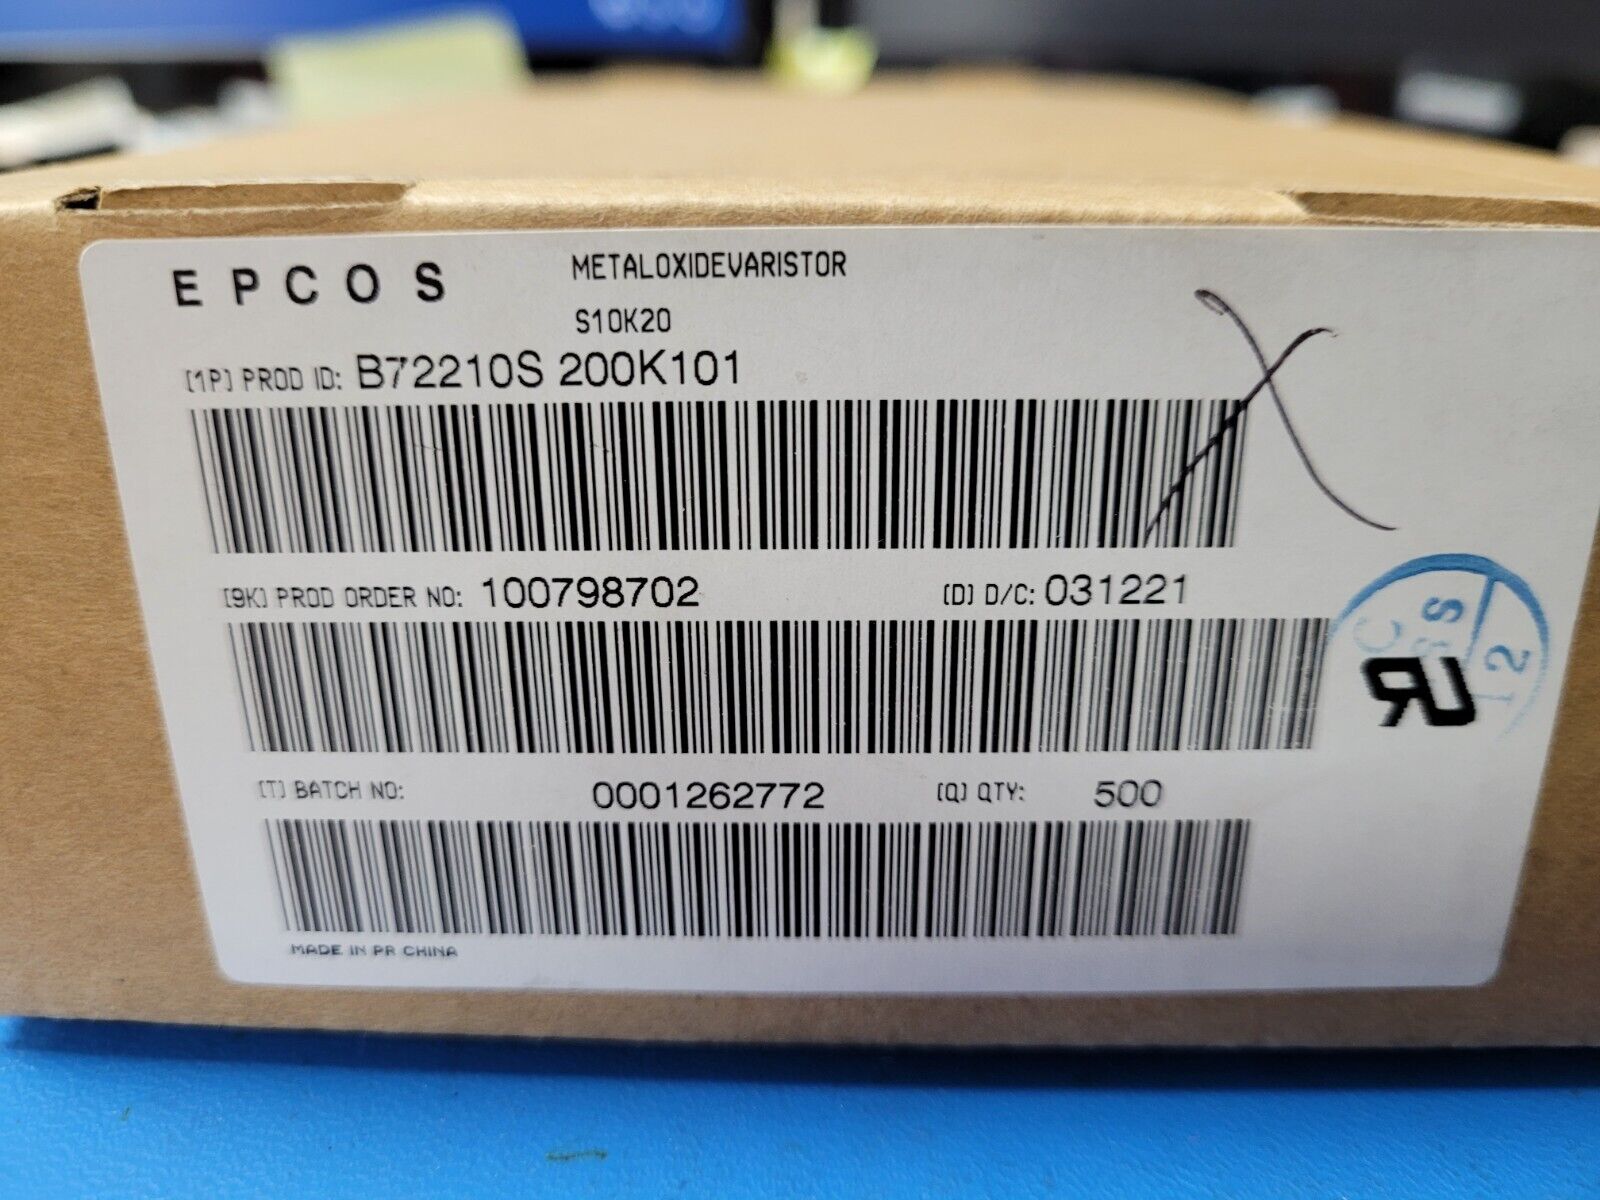 EPCOS
METALOXIDEVARISTOR
S10K20
[1P] PROD ID: B72210S 200K101
[9K] PROD ORDER NO: 100798702 [D] D/C: 031221
[T] BATCH NO: 0001262772 [Q] QTY: 500
MADE IN PR CHINA
X
12